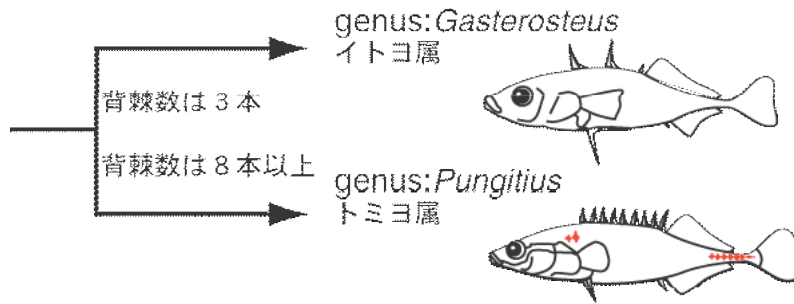 genus:Gasterosteus
イトヨ属
背棘数は3本
背棘数は8本以上
genus:Pungitius
トミヨ属